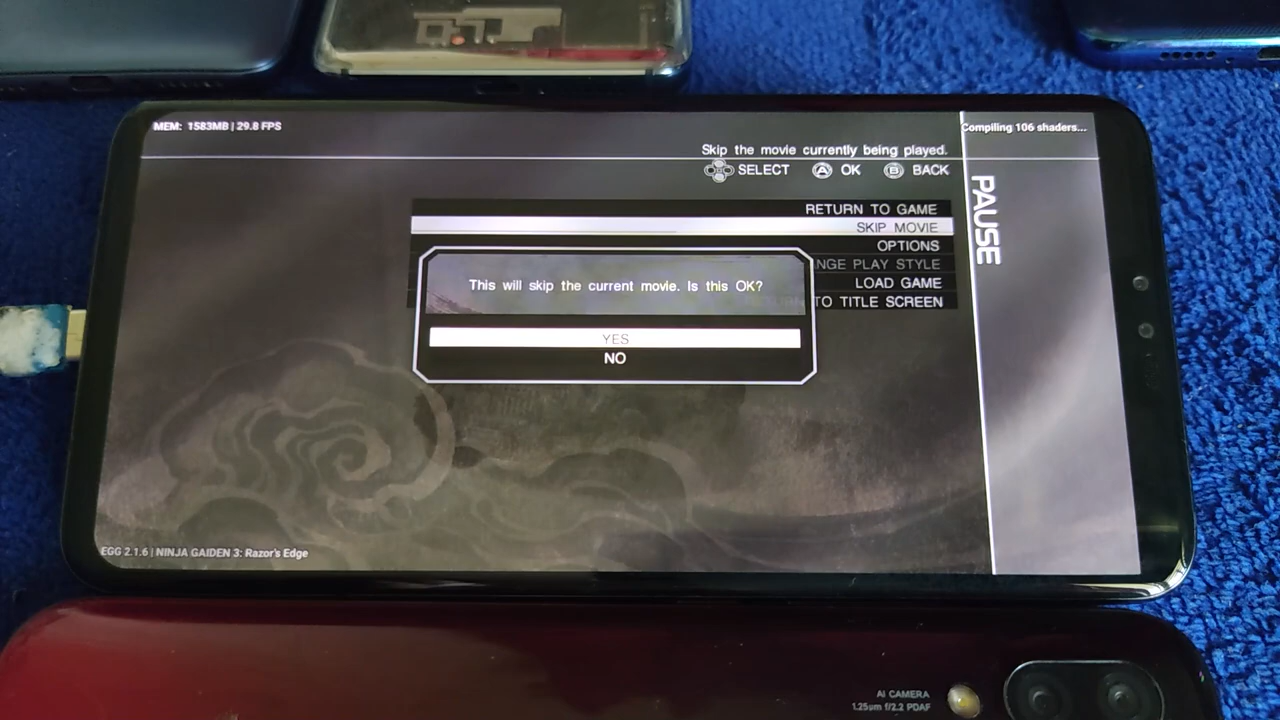 MEM: 1583MB | 29.8 FPS
Compiling 106 shaders...
Skip the movie currently being played.
SELECT A OK B BACK
PAUSE
RETURN TO GAME
SKIP MOVIE
OPTIONS
NGE PLAY STYLE
LOAD GAME
TO TITLE SCREEN
This will skip the current movie. Is this OK?
YES
NO
EGG 2.1.6 | NINJA GAIDEN 3: Razor's Edge
AI CAMERA
1.25um f/2.2 PDAF